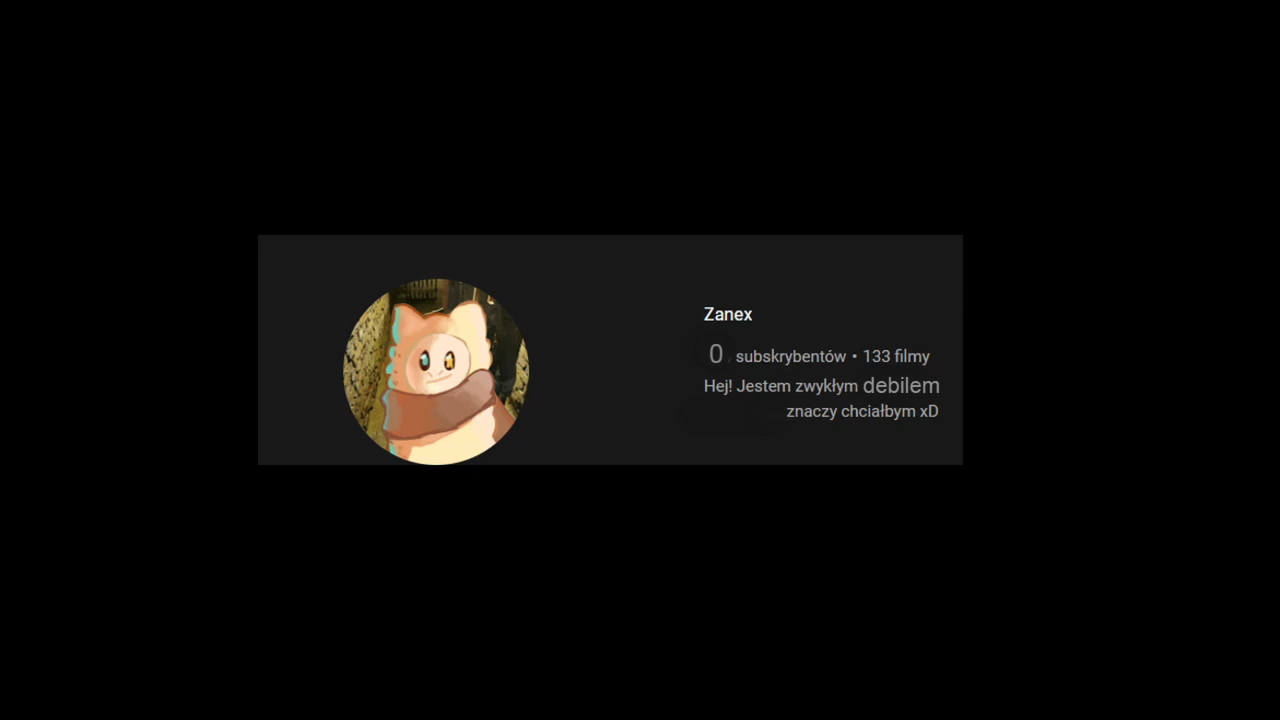 Zanex
0 subskrybentów • 133 filmy
Hej! Jestem zwykłym debilem
znaczy chciałbym xD